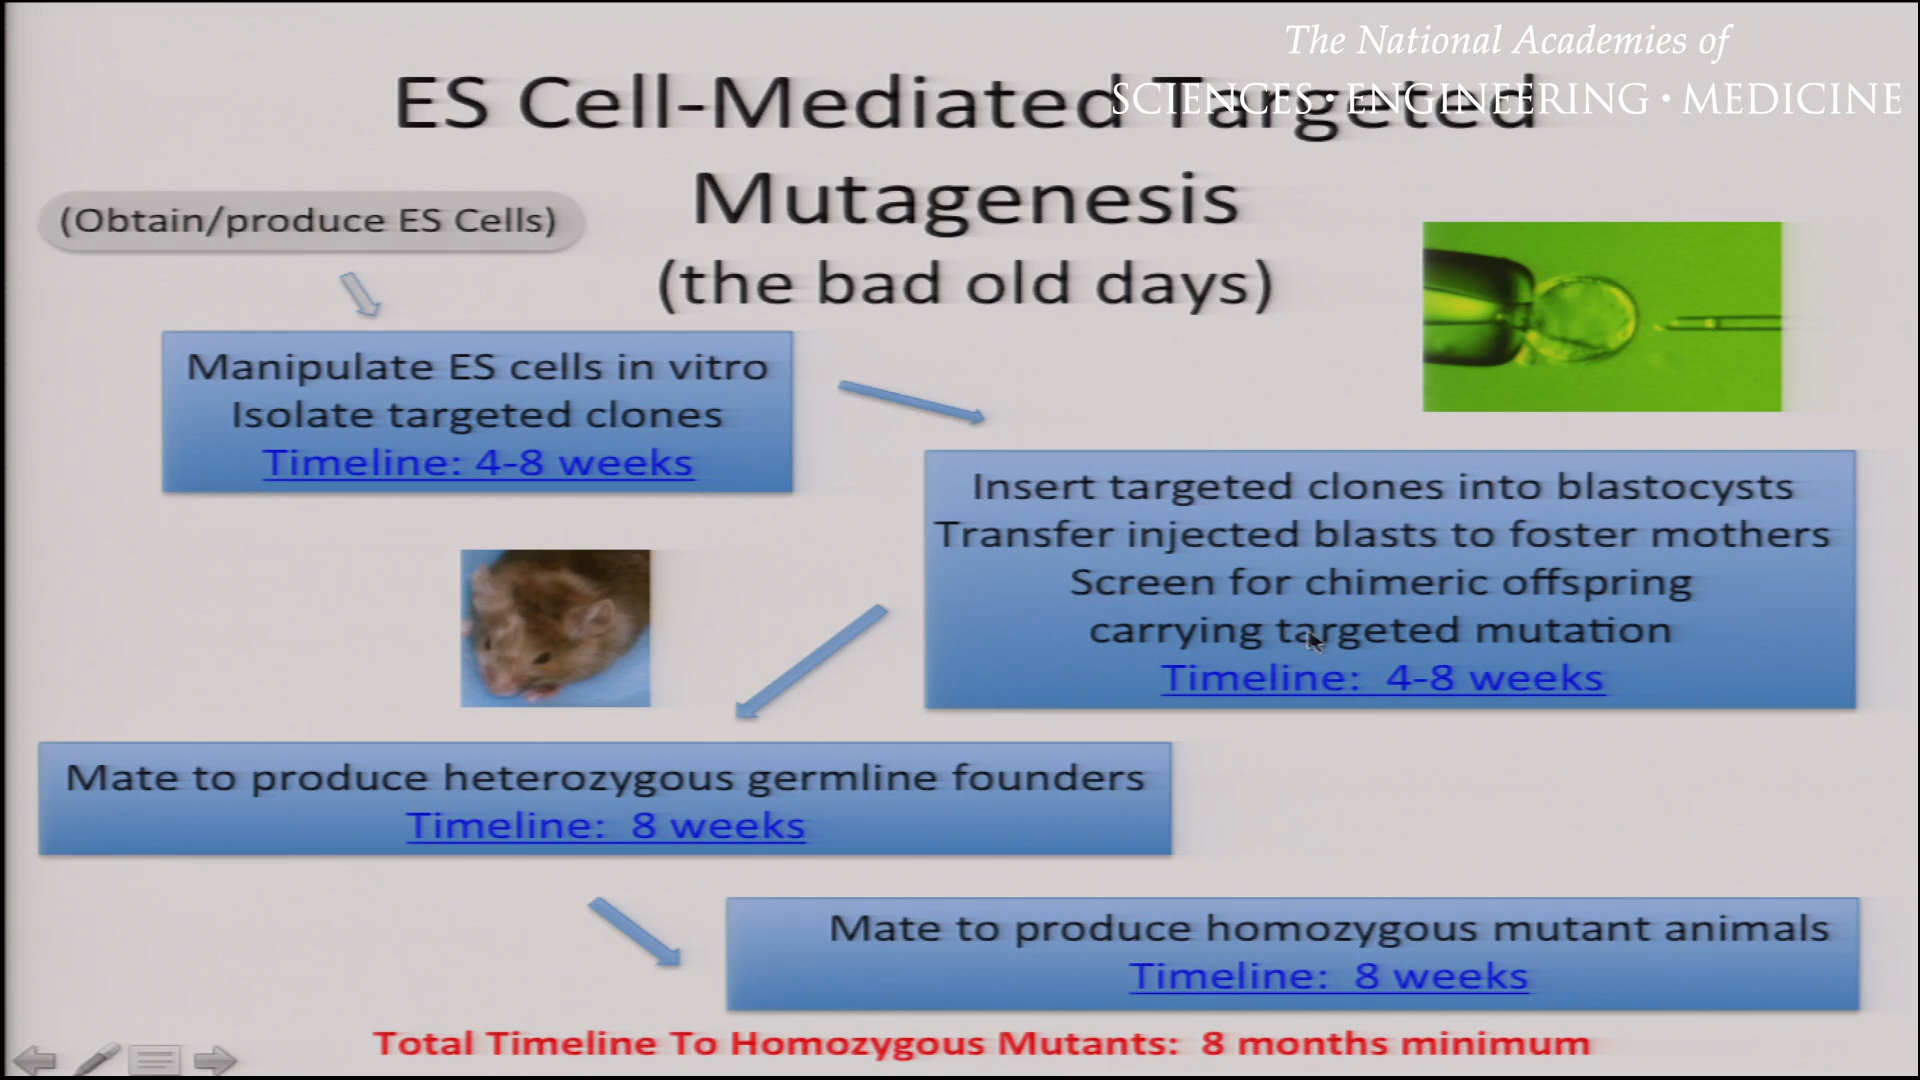 The National Academies of
SCIENCES • ENGINEERING • MEDICINE
ES Cell-Mediated Targeted
Mutagenesis
(the bad old days)
(Obtain/produce ES Cells)
Manipulate ES cells in vitro
Isolate targeted clones
Timeline: 4-8 weeks
Insert targeted clones into blastocysts
Transfer injected blasts to foster mothers
Screen for chimeric offspring
carrying targeted mutation
Timeline:  4-8 weeks
Mate to produce heterozygous germline founders
Timeline:  8 weeks
Mate to produce homozygous mutant animals
Timeline:  8 weeks
Total Timeline To Homozygous Mutants:  8 months minimum